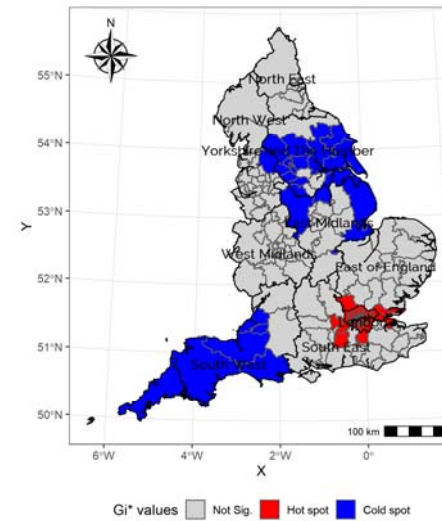 N
55°N
54°N
53°N
52°N
51°N
50°N
Y
North East
North West
Yorkshire and The Humber
East Midlands
West Midlands
East of England
London
South East
South West
100 km
6°W
4°W
2°W
0°
X
Gi* values
Not Sig.
Hot spot
Cold spot